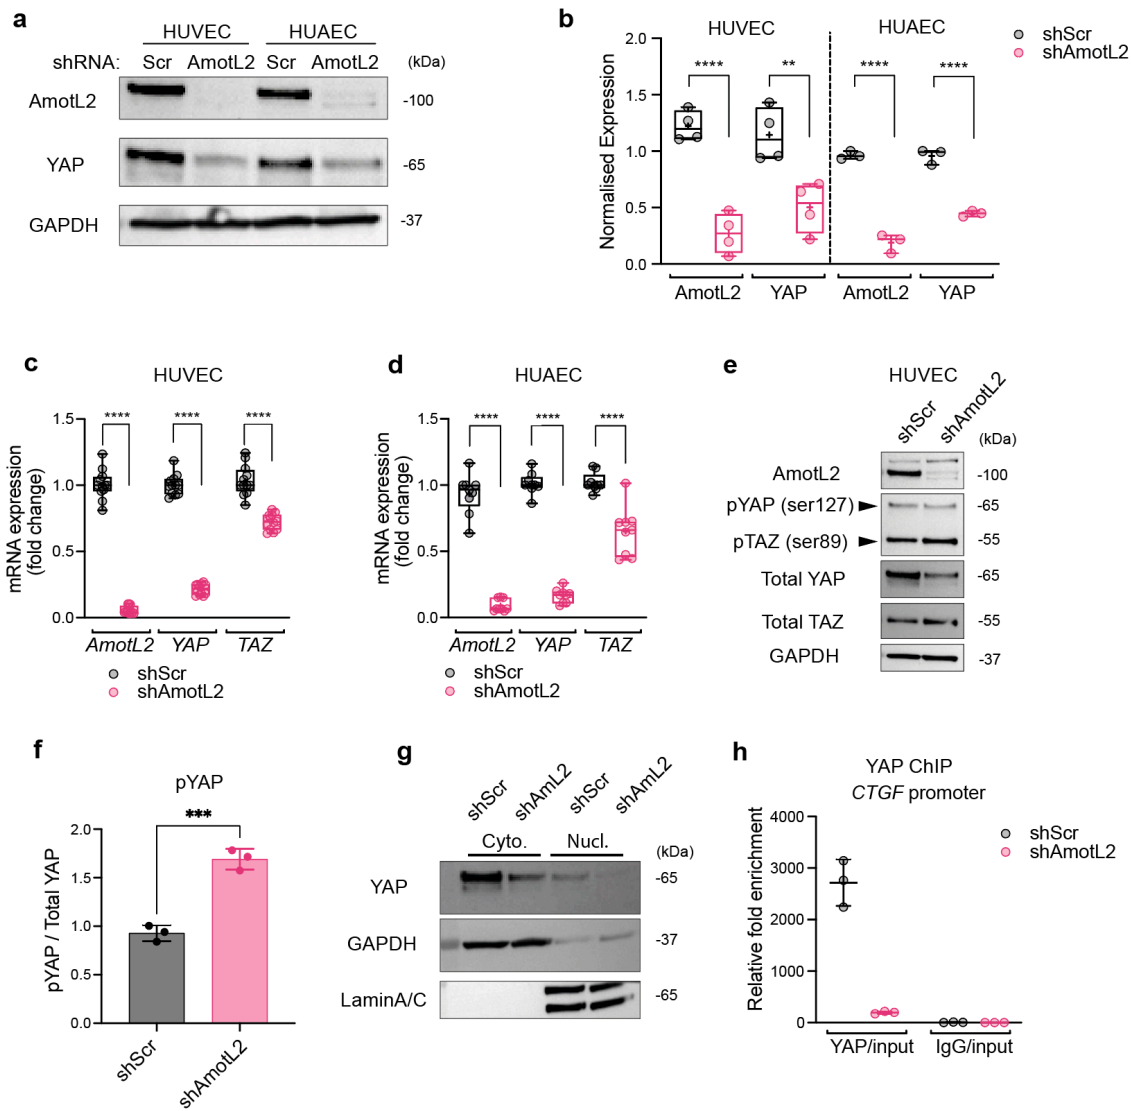 a
HUVEC HUAEC
shRNA: Scr AmotL2 Scr AmotL2 (kDa)
AmotL2 -100
YAP -65
GAPDH -37
b
HUVEC HUAEC
shScr
shAmotL2
Normalised Expression
2.0
1.5
1.0
0.5
0.0
**** ** **** ****
AmotL2 YAP AmotL2 YAP
c
HUVEC
mRNA expression
(fold change)
1.5
1.0
0.5
0.0
**** **** ****
AmotL2 YAP TAZ
shScr
shAmotL2
d
HUAEC
mRNA expression
(fold change)
1.5
1.0
0.5
0.0
**** **** ****
AmotL2 YAP TAZ
shScr
shAmotL2
e
HUVEC
shScr shAmotL2
(kDa)
AmotL2 -100
pYAP (ser127) -65
pTAZ (ser89) -55
Total YAP -65
Total TAZ -55
GAPDH -37
f
pYAP
pYAP / Total YAP
2.0
1.5
1.0
0.5
0.0
***
shScr shAmotL2
g
shScr shAmL2 shScr shAmL2
Cyto. Nucl.
(kDa)
YAP -65
GAPDH -37
LaminA/C -65
h
YAP ChIP
CTGF promoter
shScr
shAmotL2
Relative fold enrichment
4000
3000
2000
1000
0
YAP/input IgG/input